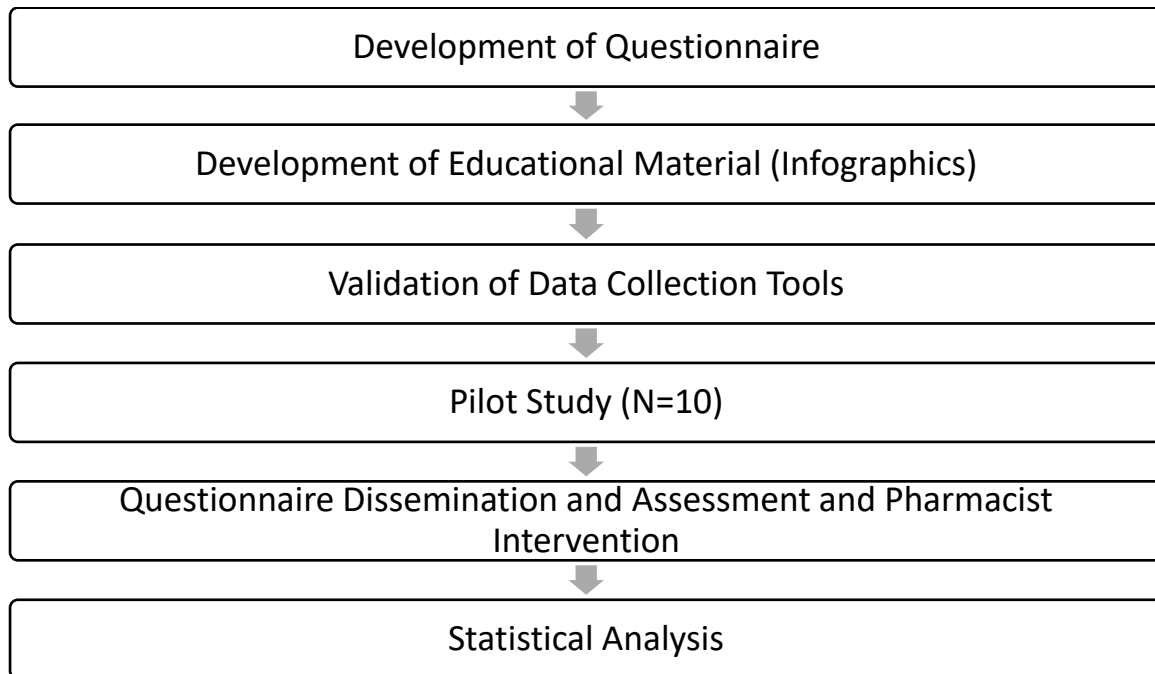 Development of Questionnaire
Development of Educational Material (Infographics)
Validation of Data Collection Tools
Pilot Study (N=10)
Questionnaire Dissemination and Assessment and Pharmacist
Intervention
Statistical Analysis